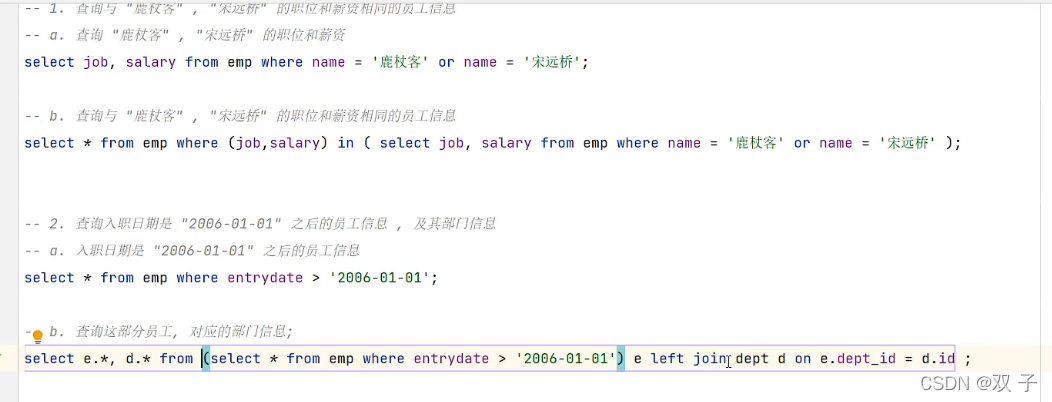 -- 1. 查询与 "鹿杖客" , "宋远桥" 的职位和薪资相同的员工信息
-- a. 查询 "鹿杖客" , "宋远桥" 的职位和薪资
select job, salary from emp where name = '鹿杖客' or name = '宋远桥';
-- b. 查询与 "鹿杖客" , "宋远桥" 的职位和薪资相同的员工信息
select * from emp where (job,salary) in ( select job, salary from emp where name = '鹿杖客' or name = '宋远桥' );
-- 2. 查询入职日期是 "2006-01-01" 之后的员工信息 , 及其部门信息
-- a. 入职日期是 "2006-01-01" 之后的员工信息
select * from emp where entrydate > '2006-01-01';
- b. 查询这部分员工, 对应的部门信息;
select e.*, d.* from (select * from emp where entrydate > '2006-01-01') e left join dept d on e.dept_id = d.id ;
CSDN @双 子